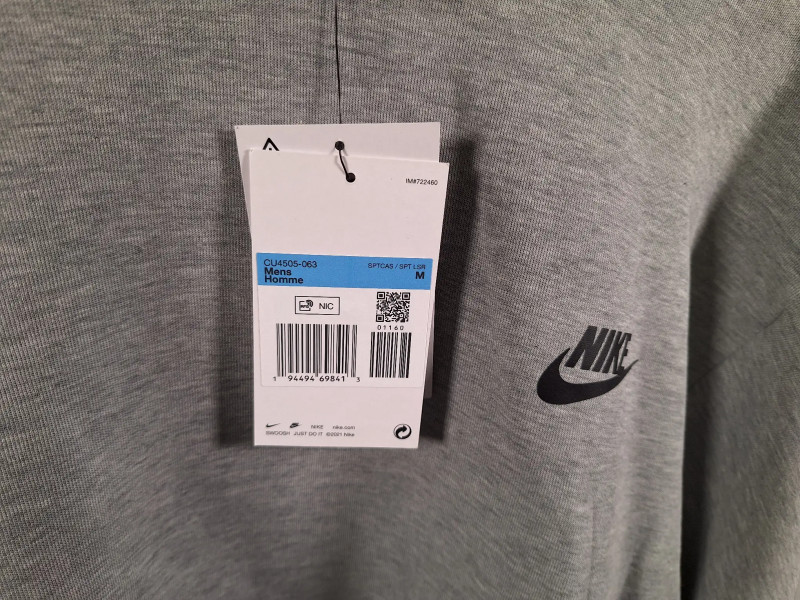 IM#722460
CU4505-063
Mens
Homme
SPTCAS / SPT LSR
M
NIC
01160
1 94494 69841 3
NIKE nike.com
SWOOSH JUST DO IT ©2021 Nike
NIKE